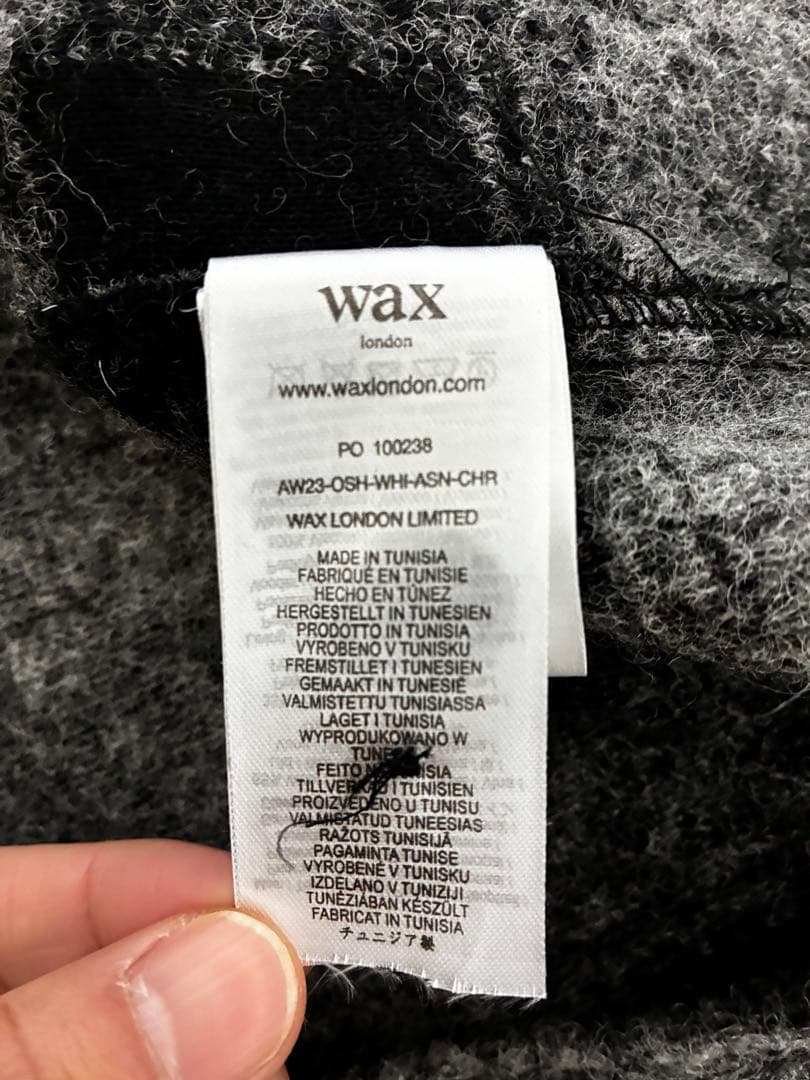 wax
london
www.waxlondon.com
PO 100238
AW23-OSH-WHI-ASN-CHR
WAX LONDON LIMITED
MADE IN TUNISIA
FABRIQUÉ EN TUNISIE
HECHO EN TÚNEZ
HERGESTELLT IN TUNESIEN
PRODOTTO IN TUNISIA
VYROBENO V TUNISKU
FREMSTILLET I TUNESIEN
GEMAAKT IN TUNESIË
VALMISTETTU TUNISIASSA
LAGET I TUNISIA
WYPRODUKOWANO W
FEITO
TILLVERKAD I TUNISIEN
PROIZVEDENO U TUNISU
VALMISTATUD TUNEESIAS
RAŽOTS TUNISIJĀ
PAGAMINTA TUNISE
VYROBENÉ V TUNISKU
IZDELANO V TUNIZIJI
TUNÉZIÁBAN KÉSZÜLT
FABRICAT IN TUNISIA
チュニジア製